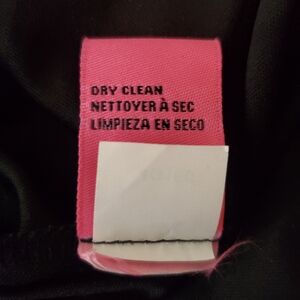 DRY CLEAN
NETTOYER À SEC
LIMPIEZA EN SECO